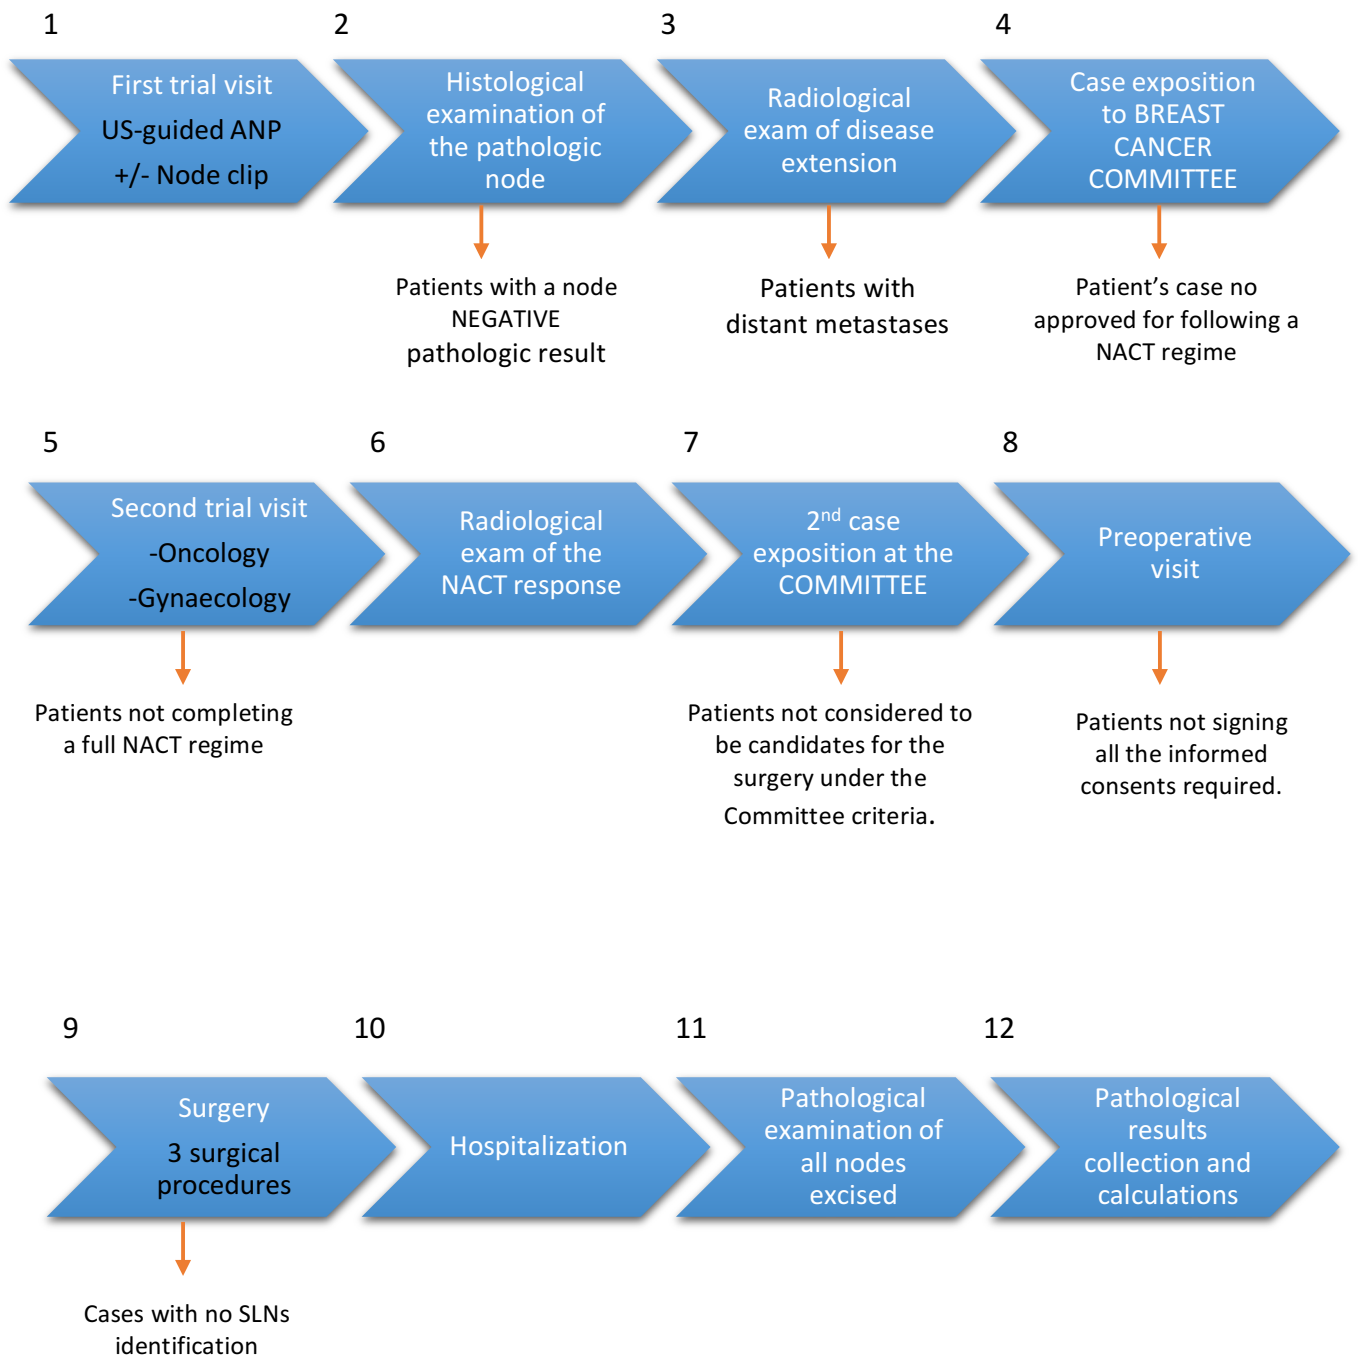 1
2
3
4
First trial visit
US-guided ANP
+/- Node clip
Histological
examination of
the pathologic
node
Radiological
exam of disease
extension
Case exposition
to BREAST
CANCER
COMMITTEE
Patients with a node
NEGATIVE
pathologic result
Patients with
distant metastases
Patient’s case no
approved for following a
NACT regime
5
6
7
8
Second trial visit
-Oncology
-Gynaecology
Radiological
exam of the
NACT response
2nd case
exposition at the
COMMITTEE
Preoperative
visit
Patients not completing
a full NACT regime
Patients not considered to
be candidates for the
surgery under the
Committee criteria.
Patients not signing
all the informed
consents required.
9
10
11
12
Surgery
3 surgical
procedures
Hospitalization
Pathological
examination of
all nodes
excised
Pathological
results
collection and
calculations
Cases with no SLNs
identification